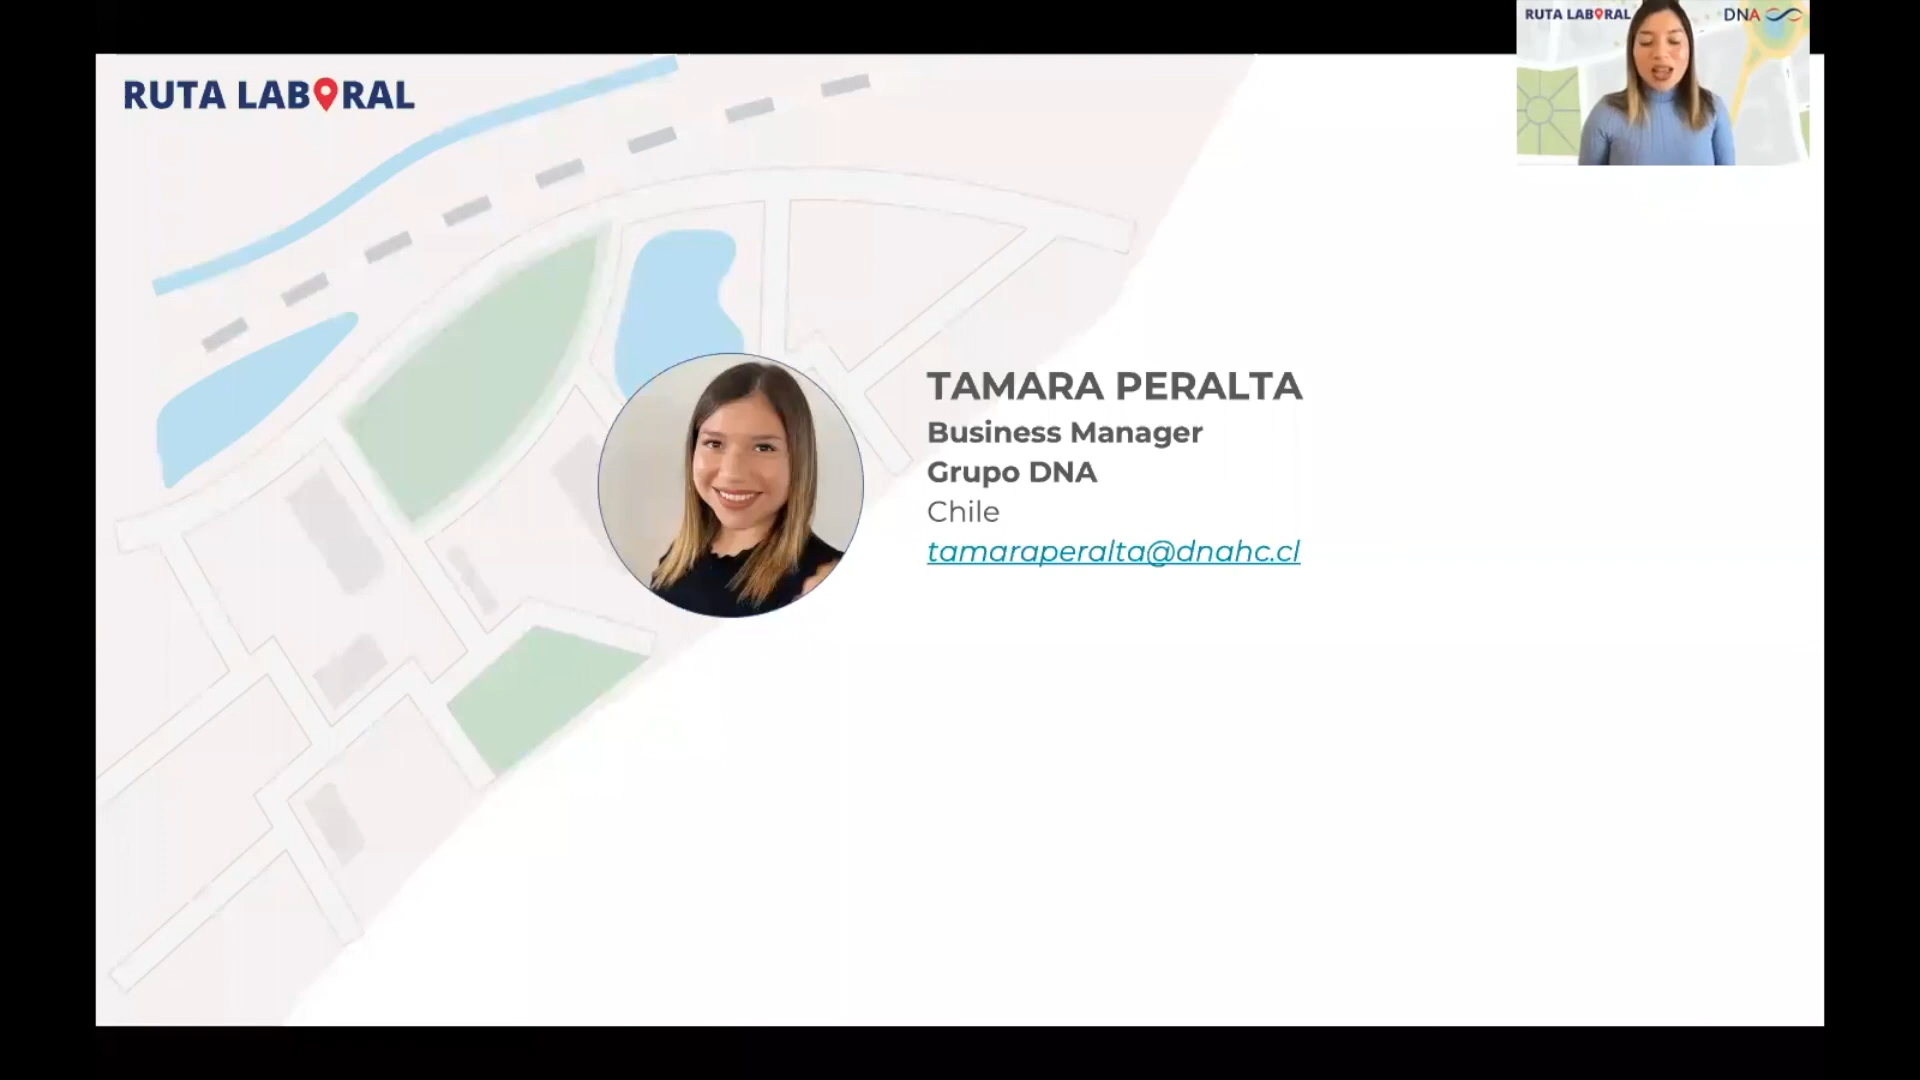 RUTA LABORAL
RUTA LABORAL
DNA
TAMARA PERALTA
Business Manager
Grupo DNA
Chile
tamaraperalta@dnahc.cl